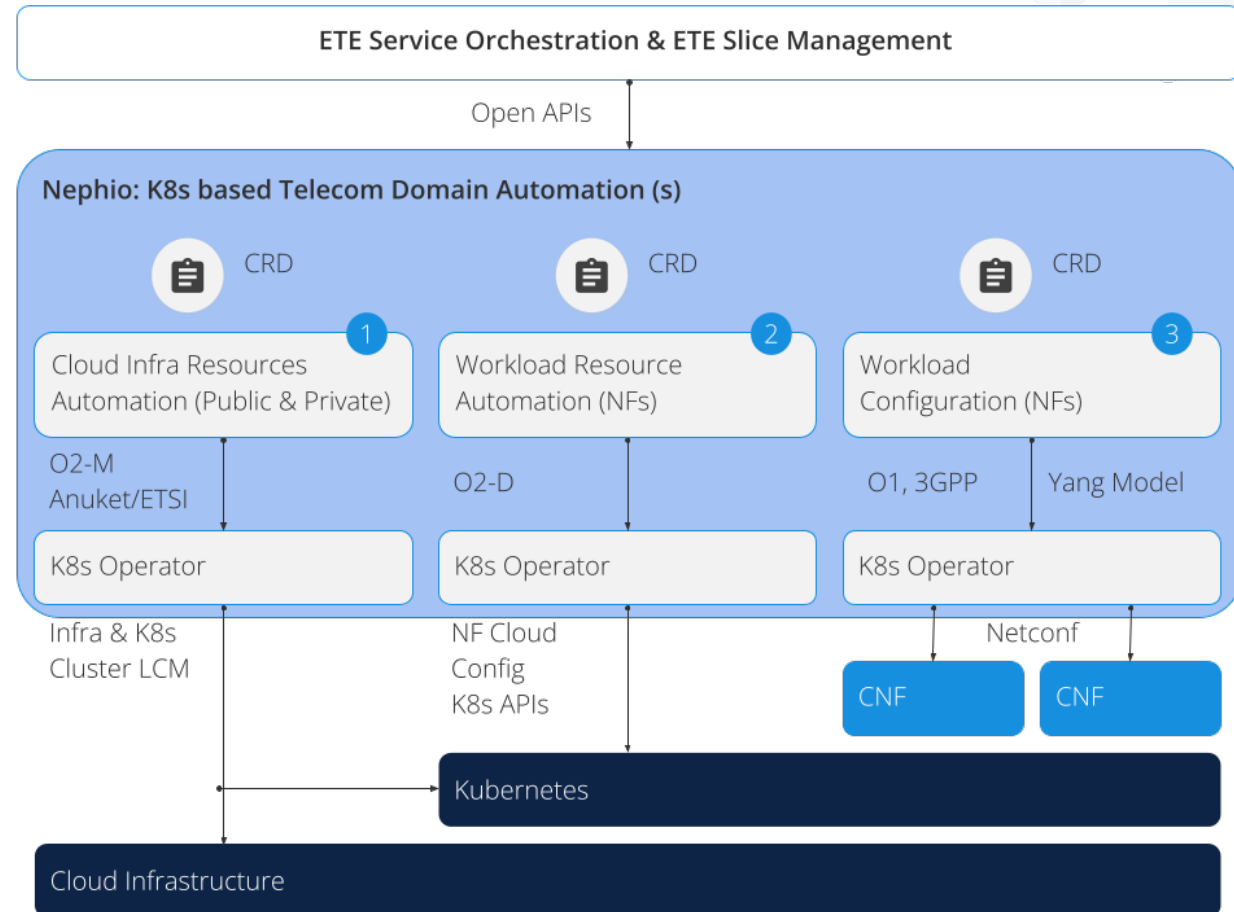 ETE Service Orchestration & ETE Slice Management
Open APIs
Nephio: K8s based Telecom Domain Automation (s)
CRD
CRD
CRD
1
Cloud Infra Resources
Automation (Public & Private)
2
Workload Resource
Automation (NFs)
3
Workload
Configuration (NFs)
O2-M
Anuket/ETSI
O2-D
O1, 3GPP
Yang Model
K8s Operator
K8s Operator
K8s Operator
Infra & K8s
Cluster LCM
NF Cloud
Config
K8s APIs
Netconf
CNF
CNF
Kubernetes
Cloud Infrastructure